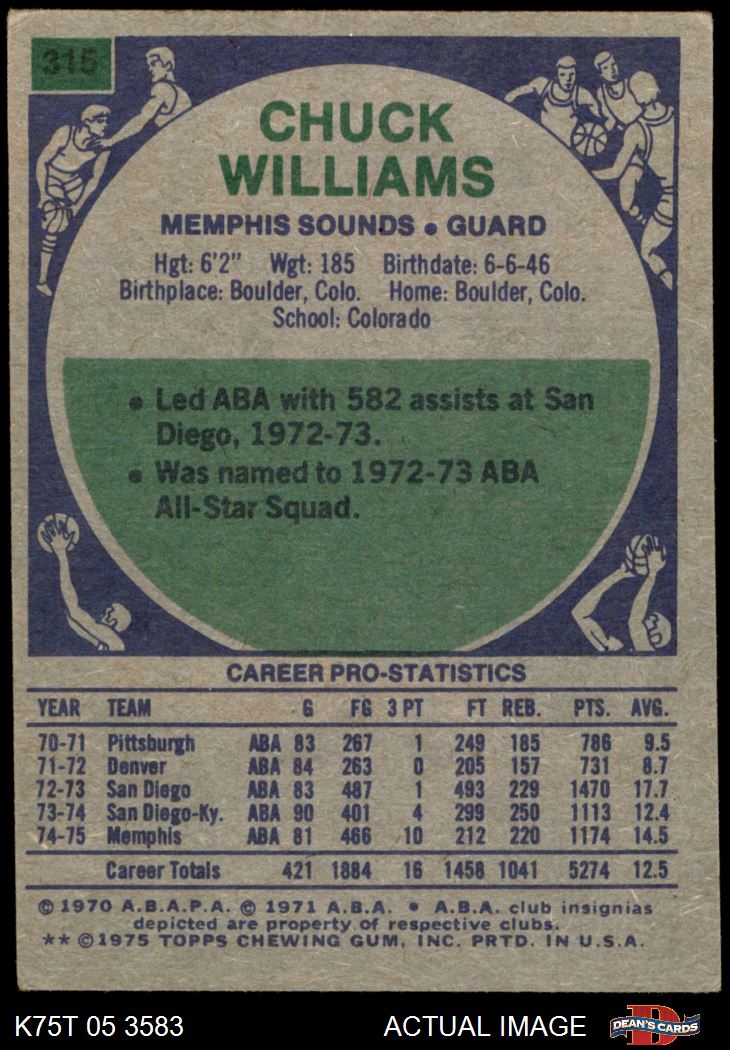 315
CHUCK
WILLIAMS
MEMPHIS SOUNDS • GUARD
Hgt: 6'2" Wgt: 185 Birthdate: 6-6-46
Birthplace: Boulder, Colo. Home: Boulder, Colo.
School: Colorado
• Led ABA with 582 assists at San
Diego, 1972-73.
• Was named to 1972-73 ABA
All-Star Squad.
CAREER PRO-STATISTICS
YEAR TEAM G FG 3 PT FT REB. PTS. AVG.
70-71 Pittsburgh ABA 83 267 1 249 185 786 9.5
71-72 Denver ABA 84 263 0 205 157 731 8.7
72-73 San Diego ABA 83 487 1 493 229 1470 17.7
73-74 San Diego-Ky. ABA 90 401 4 299 250 1113 12.4
74-75 Memphis ABA 81 466 10 212 220 1174 14.5
Career Totals 421 1884 16 1458 1041 5274 12.5
© 1970 A.B.A.P.A. © 1971 A.B.A. • A.B.A. club insignias
depicted are property of respective clubs.
** © 1975 TOPPS CHEWING GUM, INC. PRTD. IN U.S.A.
K75T 05 3583 ACTUAL IMAGE D DEAN'S CARDS